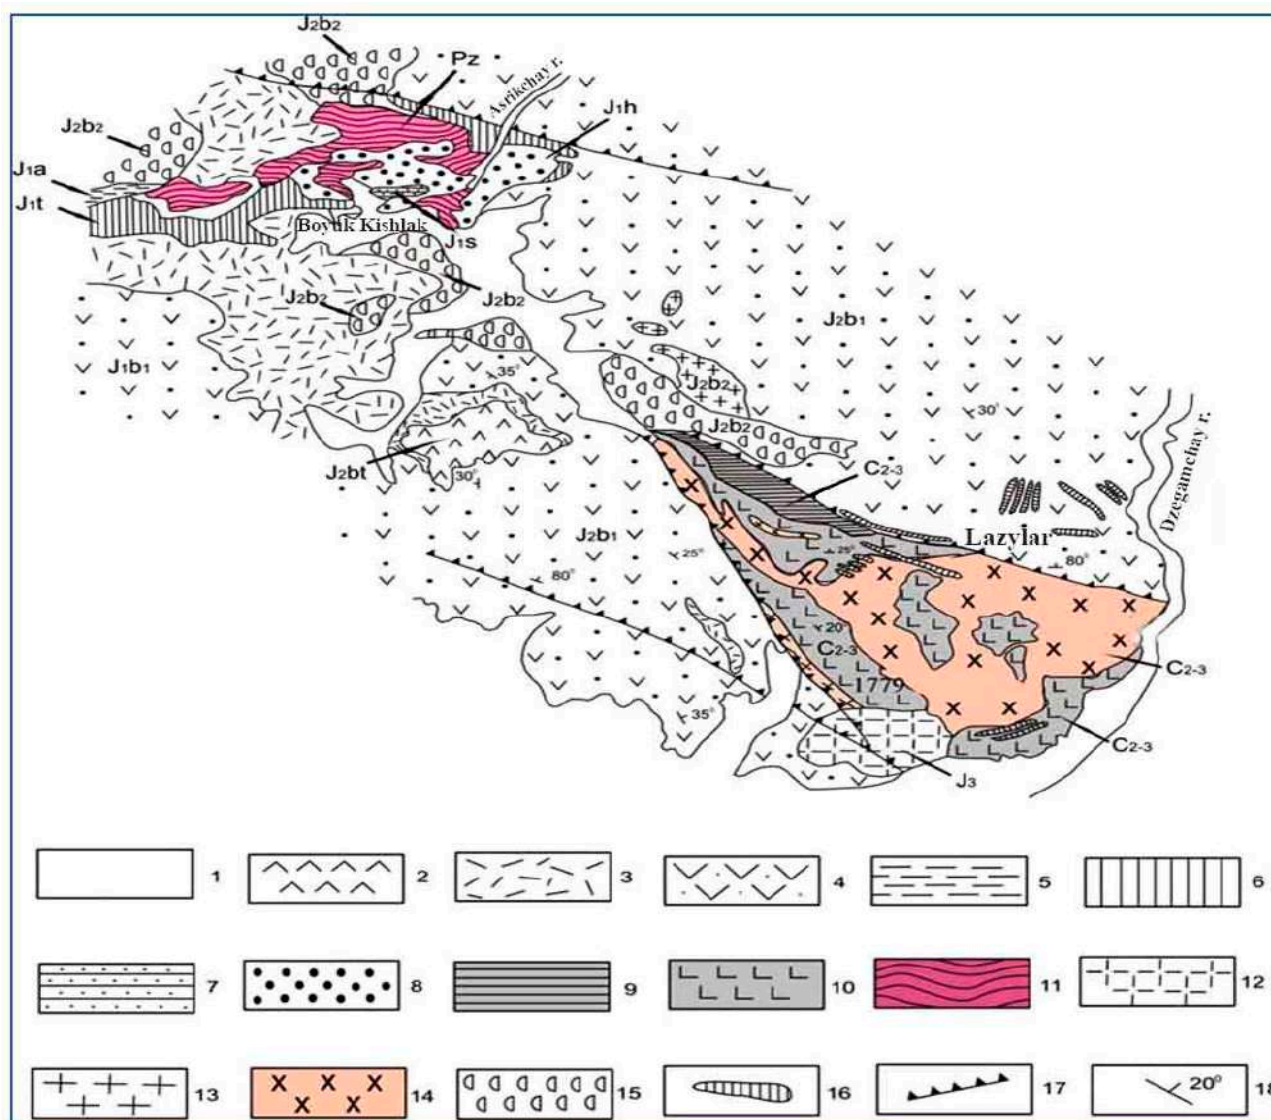 J2b2
Pz
Asrikchay r.
J1h
J2b2
J1a
J1t
Boyuk Kishlak
J1s
J2b2
J2b2
J2b1
J1b1
35°
J2b2
30°
J2b2
J2bt
30°
C2-3
Dzegamchay r.
Lazylar
J2b1
25°
25°
80°
80°
20°
C2-3
C2-3
1779
35°
C2-3
J3
1
2
3
4
5
6
7
8
9
10
11
12
13
14
15
16
17
20°
18